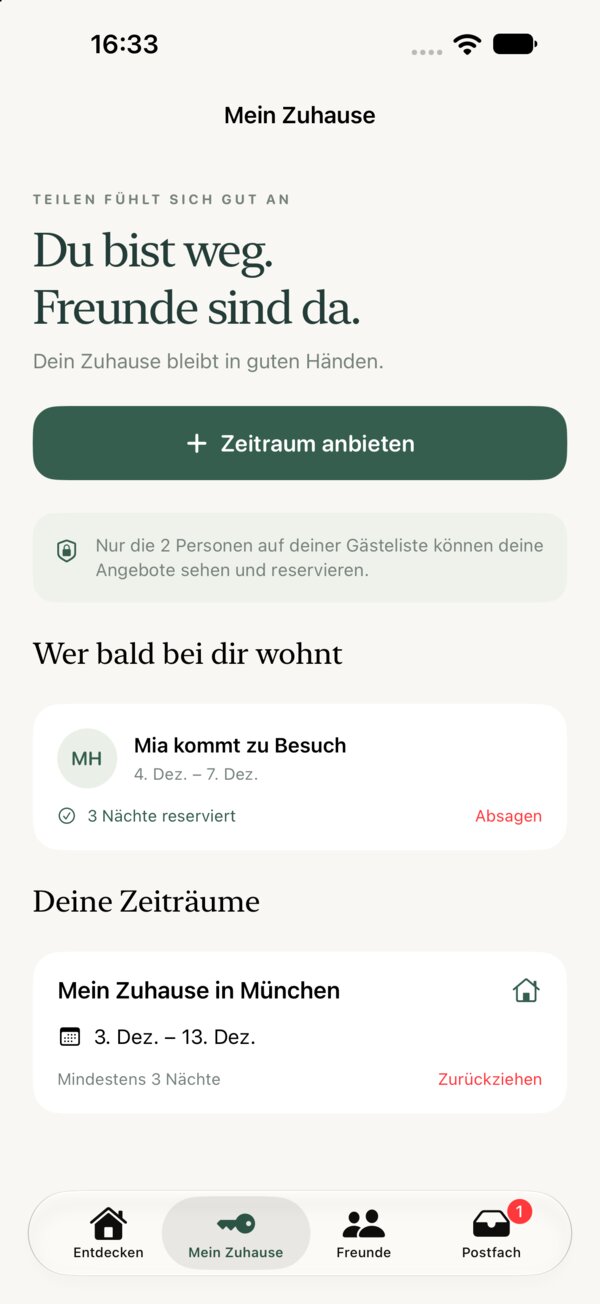 16:33
Mein Zuhause
TEILEN FÜHLT SICH GUT AN
Du bist weg.
Freunde sind da.
Dein Zuhause bleibt in guten Händen.
+ Zeitraum anbieten
Nur die 2 Personen auf deiner Gästeliste können deine
Angebote sehen und reservieren.
Wer bald bei dir wohnt
MH
Mia kommt zu Besuch
4. Dez. – 7. Dez.
3 Nächte reserviert
Absagen
Deine Zeiträume
Mein Zuhause in München
3. Dez. – 13. Dez.
Mindestens 3 Nächte
Zurückziehen
1
Entdecken
Mein Zuhause
Freunde
Postfach